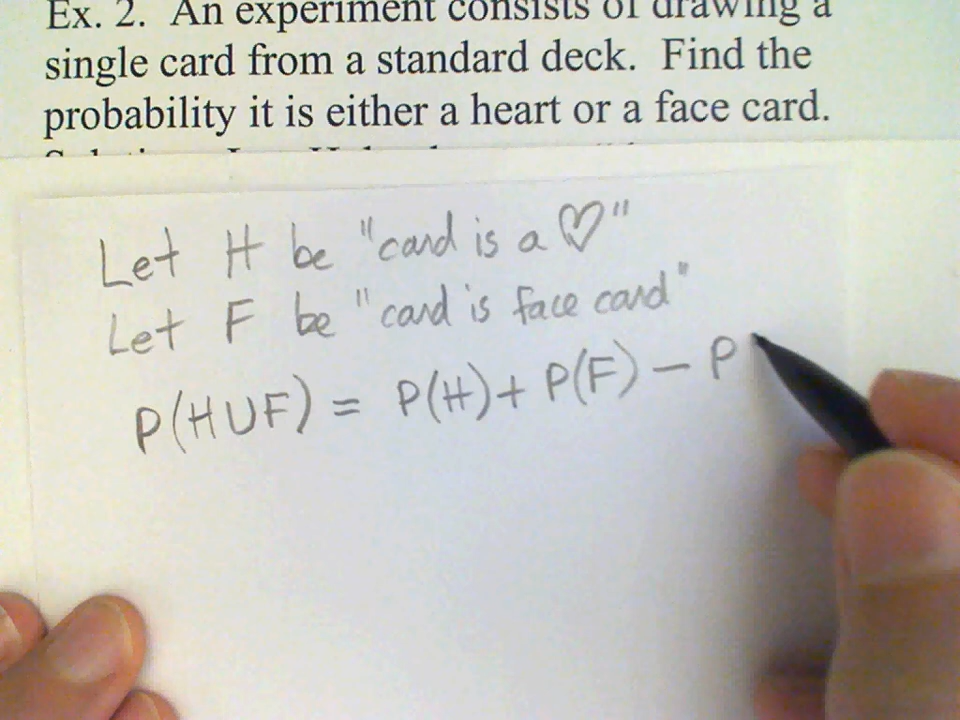 Ex. 2. An experiment consists of drawing a
single card from a standard deck. Find the
probability it is either a heart or a face card.
Let H be "card is a ♡"
Let F be "card is face card"
P(HUF) = P(H) + P(F) − P